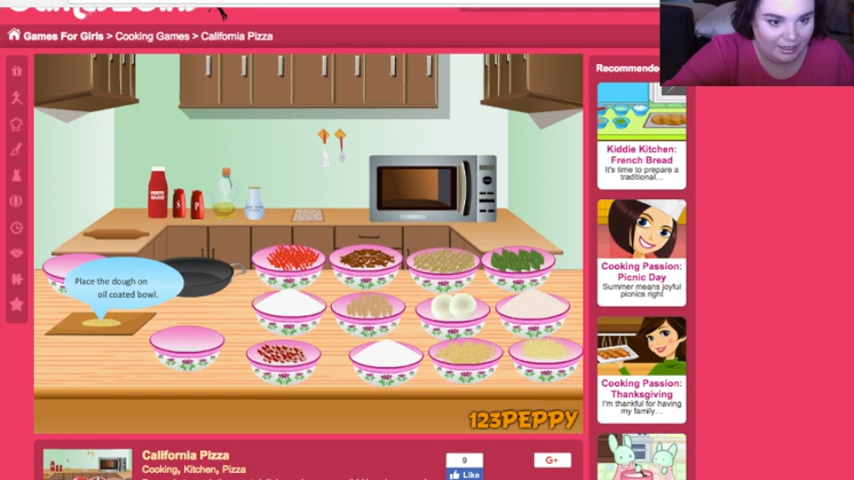 Games For Girls > Cooking Games > California Pizza
Recommende
Kiddie Kitchen:
French Bread
It's time to prepare a
traditional...
S P
Place the dough on
oil coated bowl.
Cooking Passion:
Picnic Day
Summer means joyful
picnics right
Cooking Passion:
Thanksgiving
I'm thankful for having
my family...
123PEPPY
California Pizza
Cooking, Kitchen, Pizza
9
Like
G+